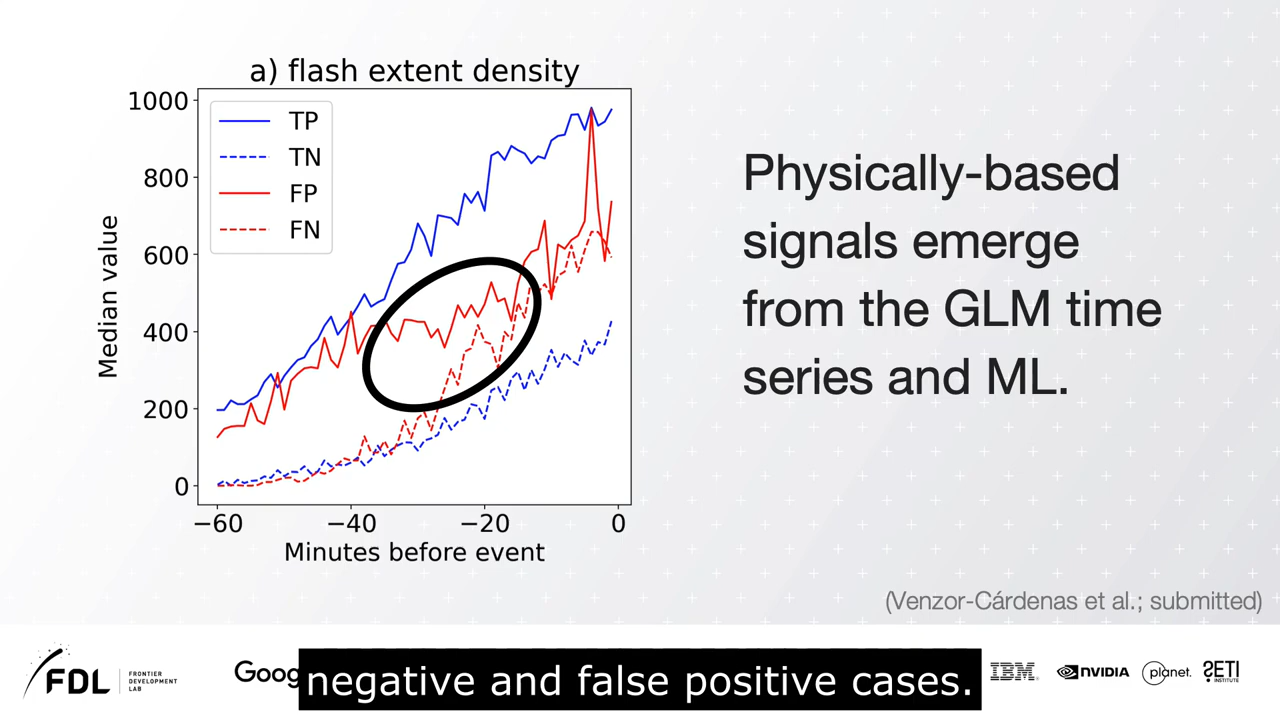 a) flash extent density
1000
800
600
400
200
0
Median value
TP
TN
FP
FN
−60
−40
−20
0
Minutes before event
Physically-based
signals emerge
from the GLM time
series and ML.
(Venzor-Cárdenas et al.; submitted)
FDL
FRONTIER
DEVELOPMENT
LAB
Goog
negative and false positive cases.
IBM
NVIDIA
planet.
SETI
INSTITUTE